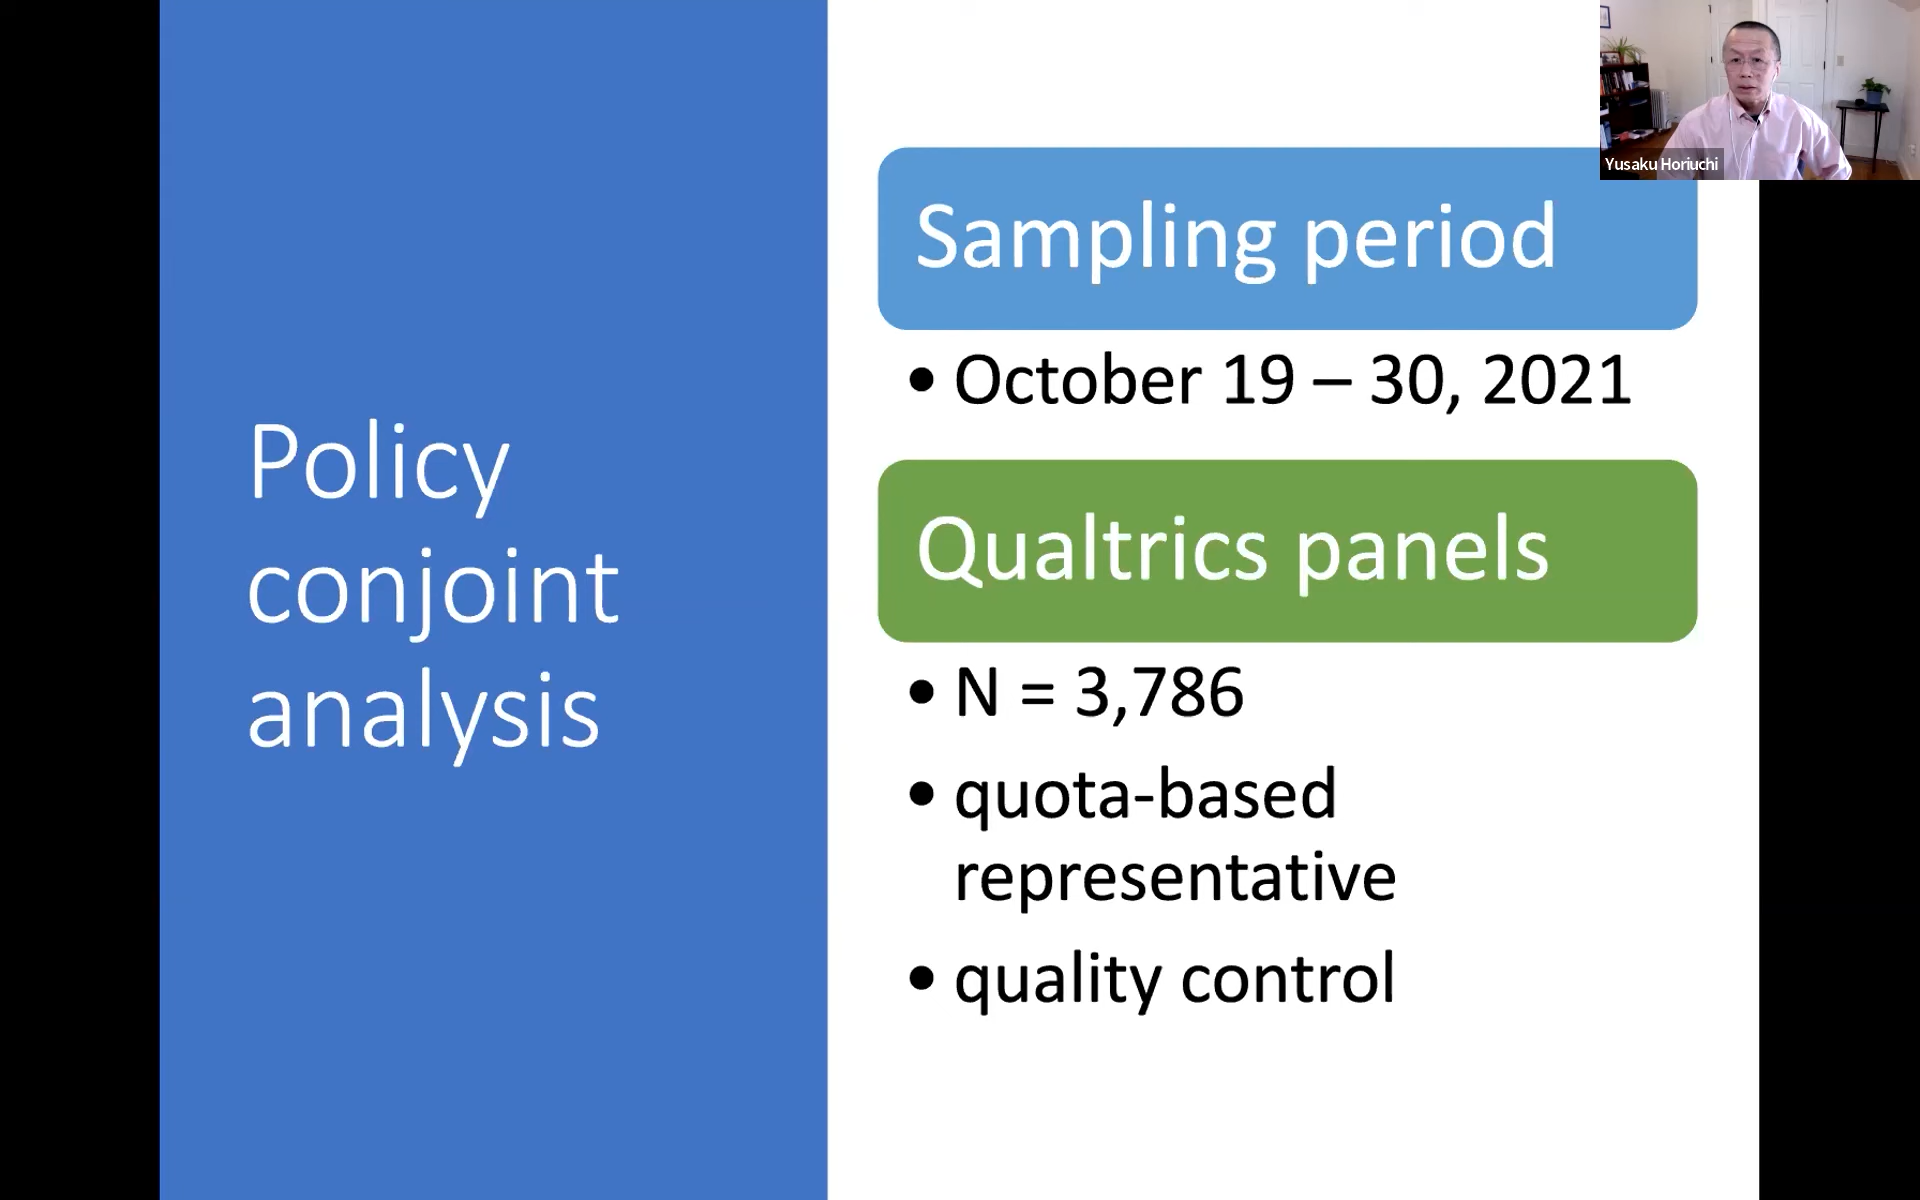 Yusaku Horiuchi
Policy
conjoint
analysis
Sampling period
• October 19 – 30, 2021
Qualtrics panels
• N = 3,786
• quota-based
representative
• quality control